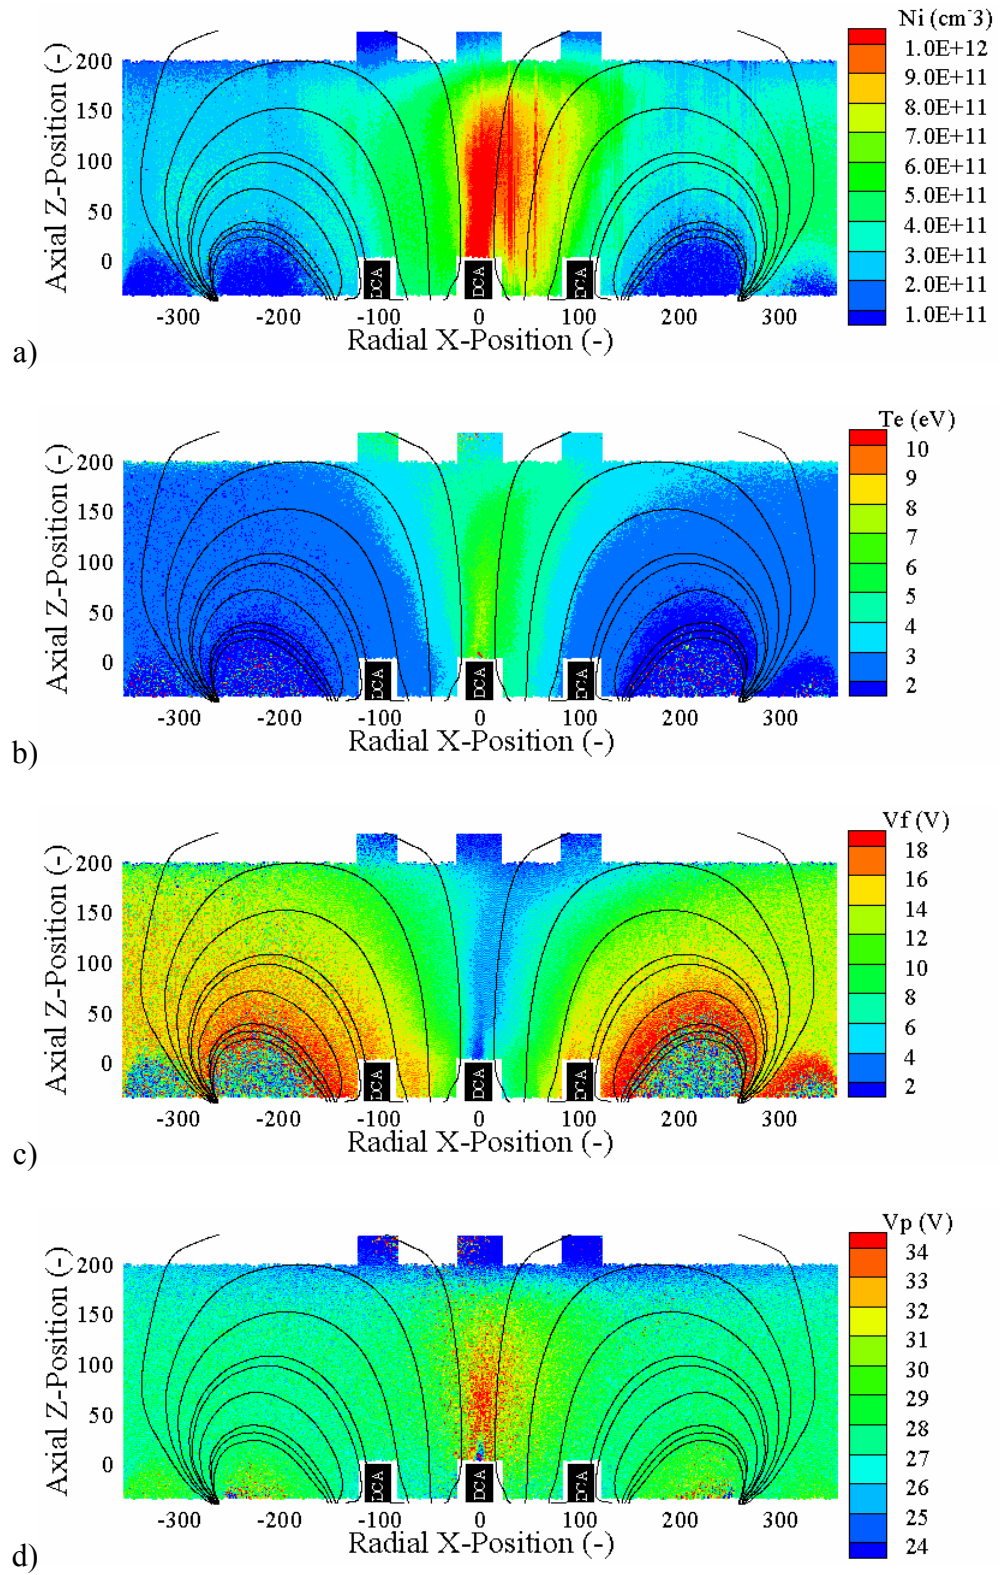 Ni (cm-3)
1.0E+12
9.0E+11
8.0E+11
7.0E+11
6.0E+11
5.0E+11
4.0E+11
3.0E+11
2.0E+11
1.0E+11
Axial Z-Position (-)
200
150
100
50
0
DCA DCA DCA
-300 -200 -100 0 100 200 300
Radial X-Position (-)
a)
Te (eV)
10
9
8
7
6
5
4
3
2
Axial Z-Position (-)
200
150
100
50
0
DCA DCA DCA
-300 -200 -100 0 100 200 300
Radial X-Position (-)
b)
Vf (V)
18
16
14
12
10
8
6
4
2
Axial Z-Position (-)
200
150
100
50
0
DCA DCA DCA
-300 -200 -100 0 100 200 300
Radial X-Position (-)
c)
Vp (V)
34
33
32
31
30
29
28
27
26
25
24
Axial Z-Position (-)
200
150
100
50
0
DCA DCA DCA
-300 -200 -100 0 100 200 300
Radial X-Position (-)
d)